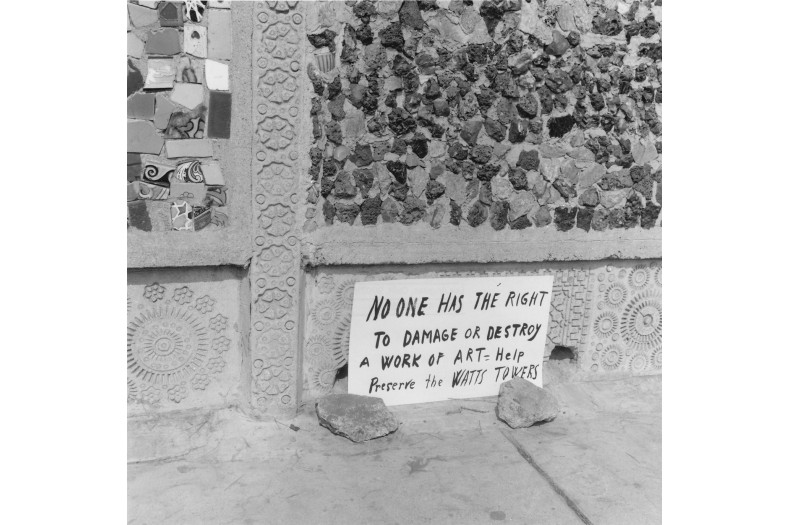 NO ONE HAS THE RIGHT
TO DAMAGE OR DESTROY
A WORK OF ART = Help
Preserve the WATTS TOWERS